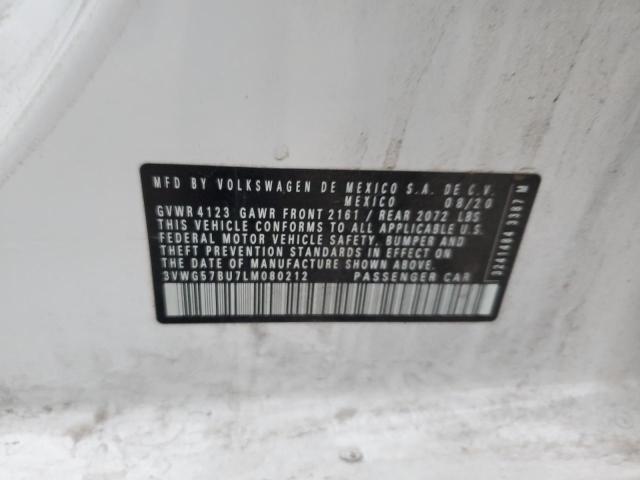 MFD BY VOLKSWAGEN DE MEXICO S.A. DE C.V.
MEXICO 08/20
GVWR 4123 GAWR FRONT 2161 / REAR 2072 LBS
THIS VEHICLE CONFORMS TO ALL APPLICABLE U.S.
FEDERAL MOTOR VEHICLE SAFETY, BUMPER AND
THEFT PREVENTION STANDARDS IN EFFECT ON
THE DATE OF MANUFACTURE SHOWN ABOVE.
3VWG57BU7LM080212 PASSENGER CAR
3241464 3387 M